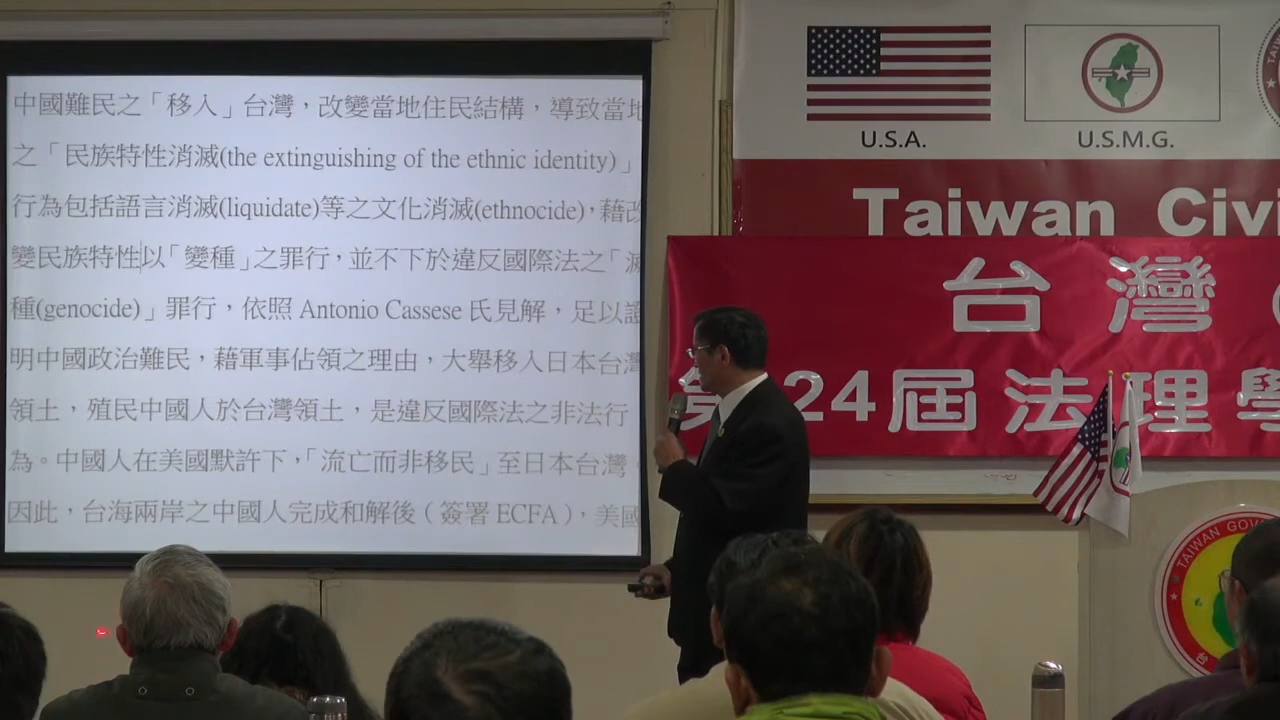 中國難民之「移入」台灣，改變當地住民結構，導致當地
之「民族特性消滅(the extinguishing of the ethnic identity)」
行為包括語言消滅(liquidate)等之文化消滅(ethnocide)，藉改
變民族特性以「變種」之罪行，並不下於違反國際法之「滅
種(genocide)」罪行，依照 Antonio Cassese 氏見解，足以證
明中國政治難民，藉軍事佔領之理由，大舉移入日本台灣
領土，殖民中國人於台灣領土，是違反國際法之非法行
為。中國人在美國默許下，「流亡而非移民」至日本台灣
因此，台海兩岸之中國人完成和解後（簽署 ECFA），美國
U.S.A.
U.S.M.G.
Taiwan Civi
台灣
第24屆法理學
TAIWAN GOV
台